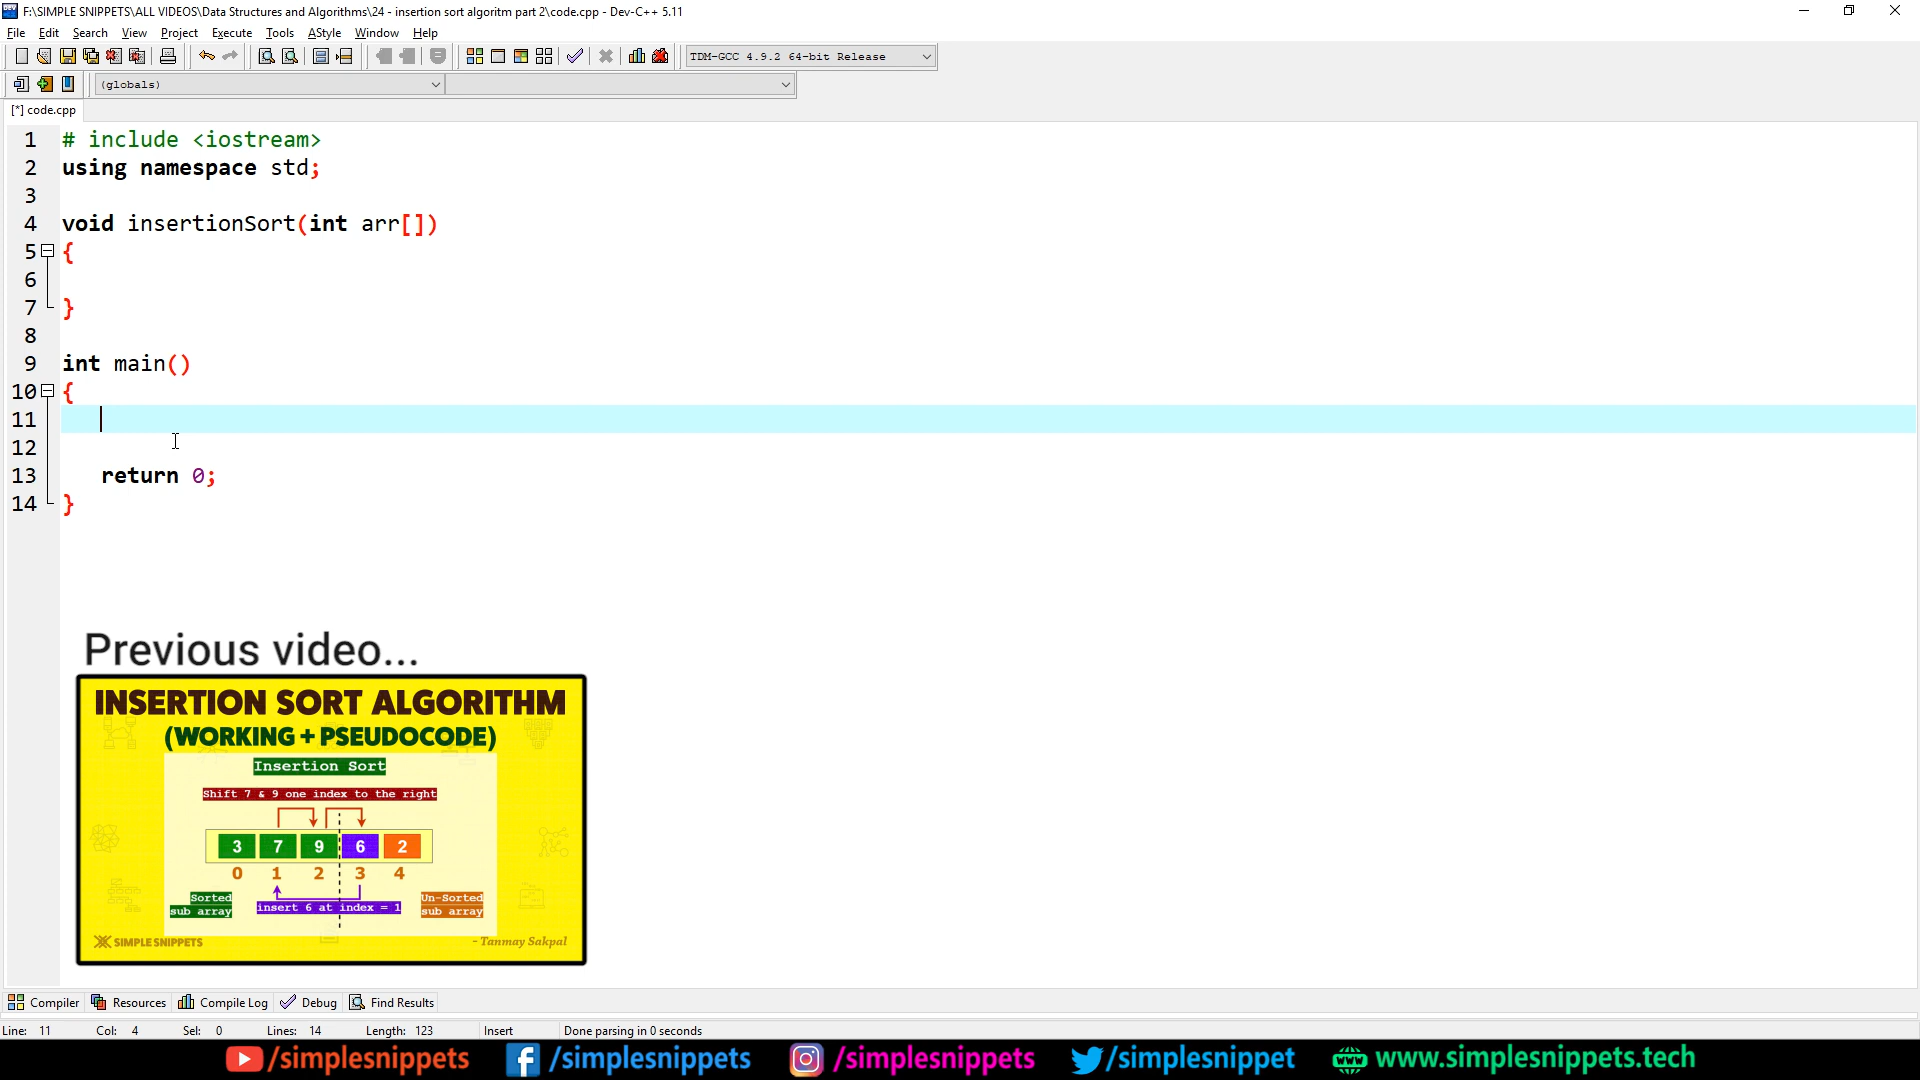 F:\SIMPLE SNIPPETS\ALL VIDEOS\Data Structures and Algorithms\24 - insertion sort algoritm part 2\code.cpp - Dev-C++ 5.11
File Edit Search View Project Execute Tools AStyle Window Help
TDM-GCC 4.9.2 64-bit Release
(globals)
[*] code.cpp
1 # include <iostream>
2 using namespace std;
3
4 void insertionSort(int arr[])
5 {
6
7 }
8
9 int main()
10 {
11
12
13 return 0;
14 }
Previous video...
INSERTION SORT ALGORITHM
(WORKING + PSEUDOCODE)
Insertion Sort
Shift 7 & 9 one index to the right
3 7 9 6 2
0 1 2 3 4
Sorted sub array
insert 6 at index = 1
Un-Sorted sub array
SIMPLE SNIPPETS
- Tanmay Sakpal
Compiler Resources Compile Log Debug Find Results
Line: 11 Col: 4 Sel: 0 Lines: 14 Length: 123 Insert Done parsing in 0 seconds
/simplesnippets /simplesnippets /simplesnippets /simplesnippet www.simplesnippets.tech